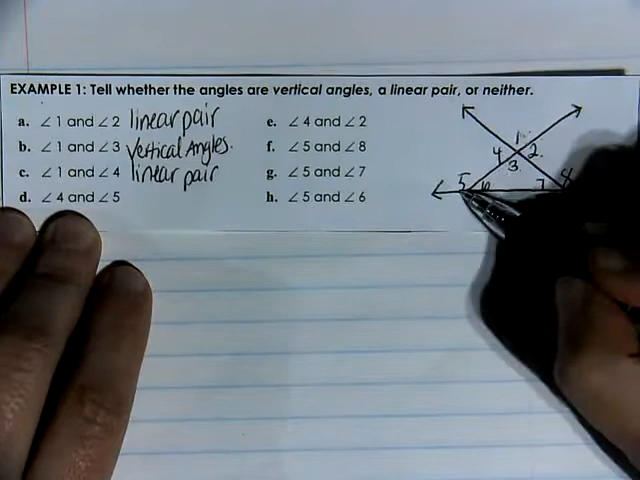 EXAMPLE 1: Tell whether the angles are vertical angles, a linear pair, or neither.
a. ∠1 and ∠2 linear pair
b. ∠1 and ∠3 Vertical Angles.
c. ∠1 and ∠4 linear pair
d. ∠4 and ∠5
e. ∠4 and ∠2
f. ∠5 and ∠8
g. ∠5 and ∠7
h. ∠5 and ∠6
1
4 2
3
5 6 7 8